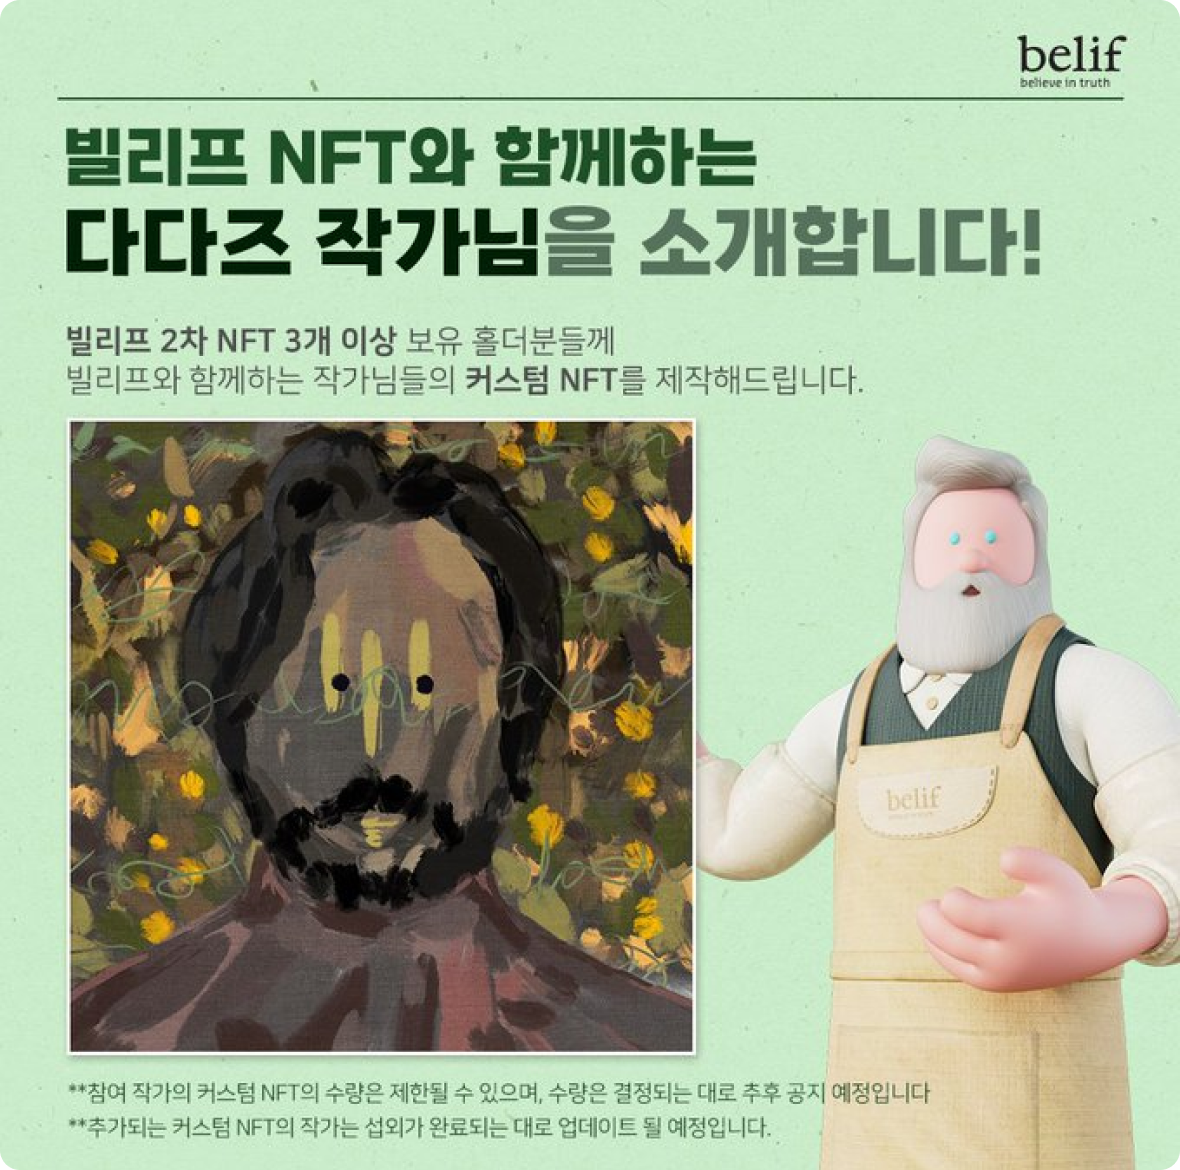 belif
believe in truth
빌리프 NFT와 함께하는
다다즈 작가님을 소개합니다!
빌리프 2차 NFT 3개 이상 보유 홀더분들께
빌리프와 함께하는 작가님들의 커스텀 NFT를 제작해드립니다.
belif
**참여 작가의 커스텀 NFT의 수량은 제한될 수 있으며, 수량은 결정되는 대로 추후 공지 예정입니다
**추가되는 커스텀 NFT의 작가는 섭외가 완료되는 대로 업데이트 될 예정입니다.